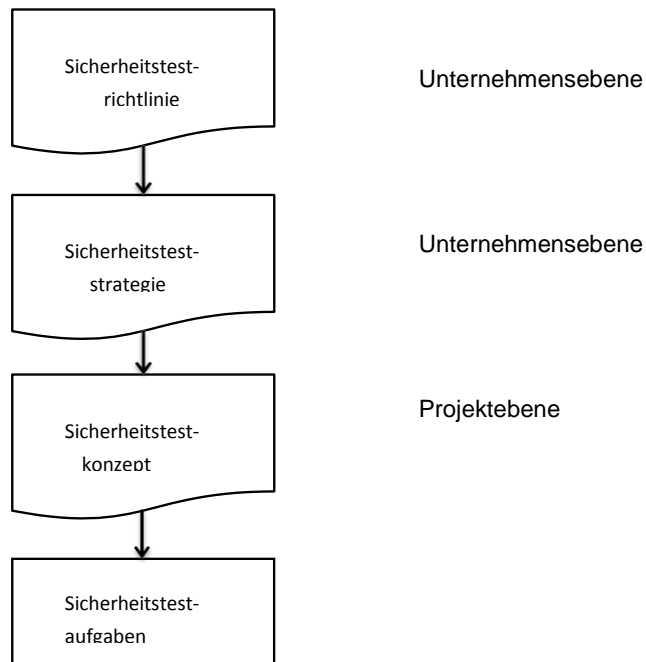 Sicherheitstest-
richtlinie
Unternehmensebene
Sicherheitstest-
strategie
Unternehmensebene
Sicherheitstest-
konzept
Projektebene
Sicherheitstest-
aufgaben